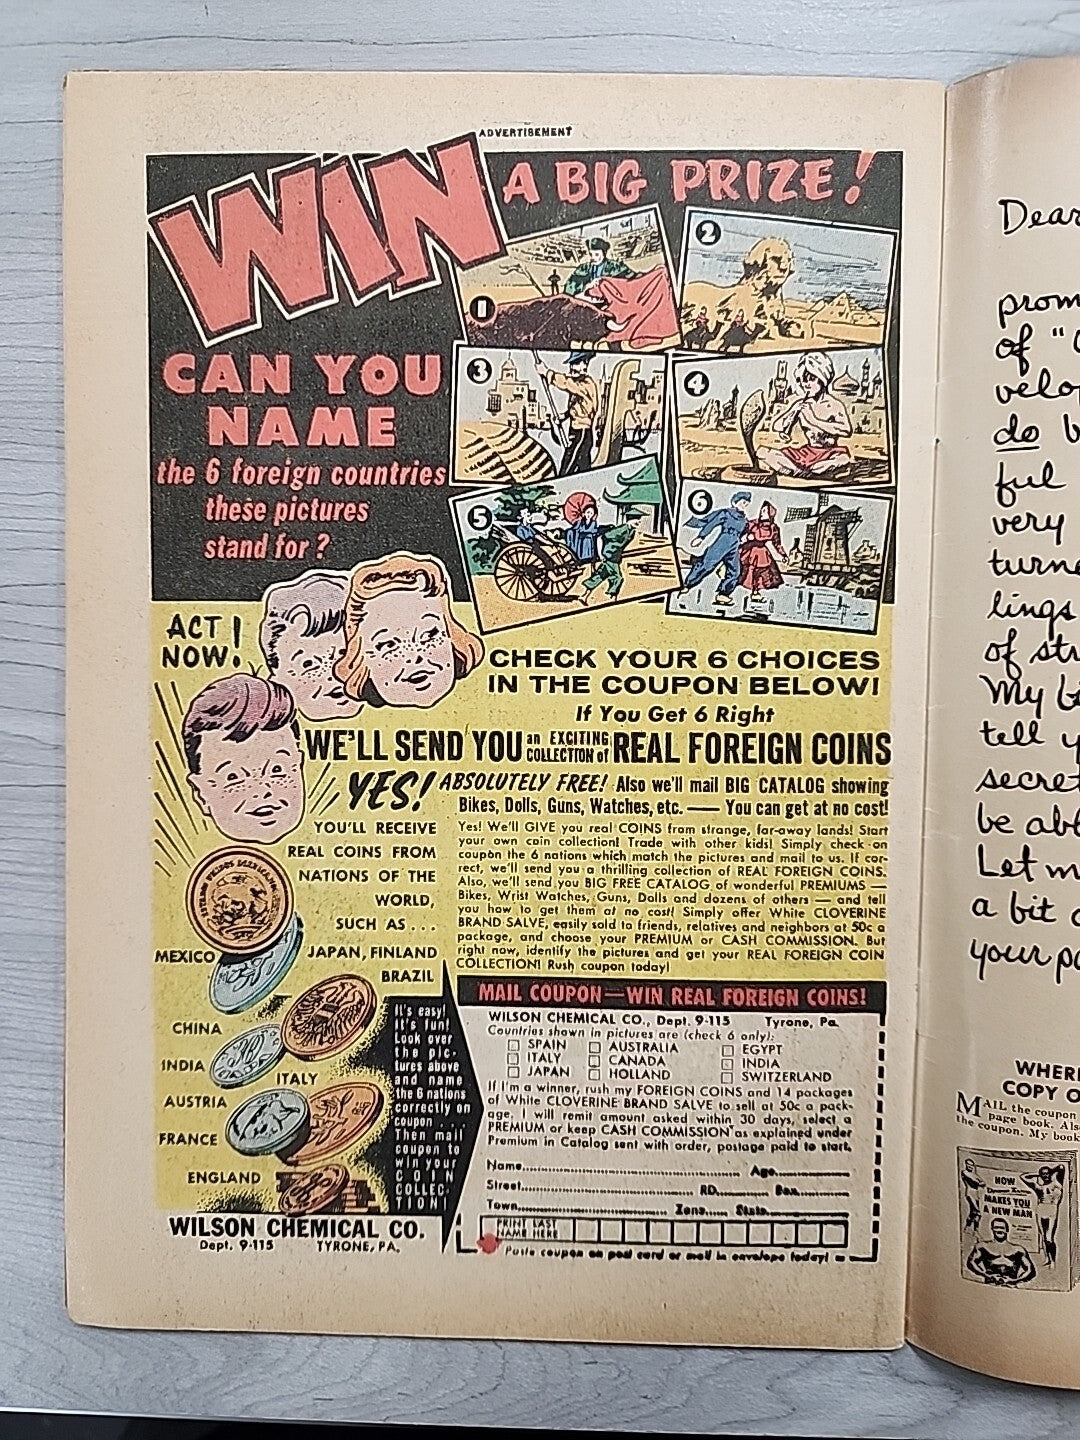 ADVERTISEMENT
WIN A BIG PRIZE!
CAN YOU
NAME
the 6 foreign countries
these pictures
stand for?
1
2
3
4
5
6
ACT
NOW!
CHECK YOUR 6 CHOICES
IN THE COUPON BELOW!
If You Get 6 Right
WE'LL SEND YOU an EXCITING COLLECTION of REAL FOREIGN COINS
YES! ABSOLUTELY FREE! Also we'll mail BIG CATALOG showing
Bikes, Dolls, Guns, Watches, etc. — You can get at no cost!
YOU'LL RECEIVE
REAL COINS FROM
NATIONS OF THE
WORLD,
SUCH AS...
MEXICO
JAPAN, FINLAND
BRAZIL
CHINA
INDIA
ITALY
AUSTRIA
FRANCE
ENGLAND
Yes! We'll GIVE you real COINS from strange, far-away lands! Start
your own coin collection! Trade with other kids! Simply check on
coupon the 6 nations which match the pictures and mail to us. If cor-
rect, we'll send you a thrilling collection of REAL FOREIGN COINS.
Also, we'll send you BIG FREE CATALOG of wonderful PREMIUMS —
Bikes, Wrist Watches, Guns, Dolls and dozens of others — and tell
you how to get them at no cost! Simply offer White CLOVERINE
BRAND SALVE, easily sold to friends, relatives and neighbors at 50c a
package, and choose your PREMIUM or CASH COMMISSION. But
right now, identify the pictures and get your REAL FOREIGN COIN
COLLECTION! Rush coupon today!
It's easy!
It's fun!
Look over
the pic-
tures above
and name
the 6 nations
correctly on
coupon...
Then mail
coupon to
win your
COIN
COLLEC-
TION!
WILSON CHEMICAL CO.
Dept. 9-115 TYRONE, PA.
MAIL COUPON—WIN REAL FOREIGN COINS!
WILSON CHEMICAL CO., Dept. 9-115 Tyrone, Pa.
Countries shown in pictures are (check 6 only):
SPAIN AUSTRALIA EGYPT
ITALY CANADA INDIA
JAPAN HOLLAND SWITZERLAND
If I'm a winner, rush my FOREIGN COINS and 14 packages
of White CLOVERINE BRAND SALVE to sell at 50c a pack-
age. I will remit amount asked within 30 days, select a
PREMIUM or keep CASH COMMISSION as explained under
Premium in Catalog sent with order, postage paid to start.
Name Age
Street RD Box
Town Zone State
PRINT LAST
NAME HERE
Paste coupon on post card or mail in envelope today!
Dear
prom
of "
velo
do b
ful
very
turne
lings
of str
My bi
tell y
secret
be abl
Let m
a bit
your po
WHERE
COPY O
MAIL the coupon
page book. Also
the coupon. My book
HOW
MAKES YOU
A NEW MAN